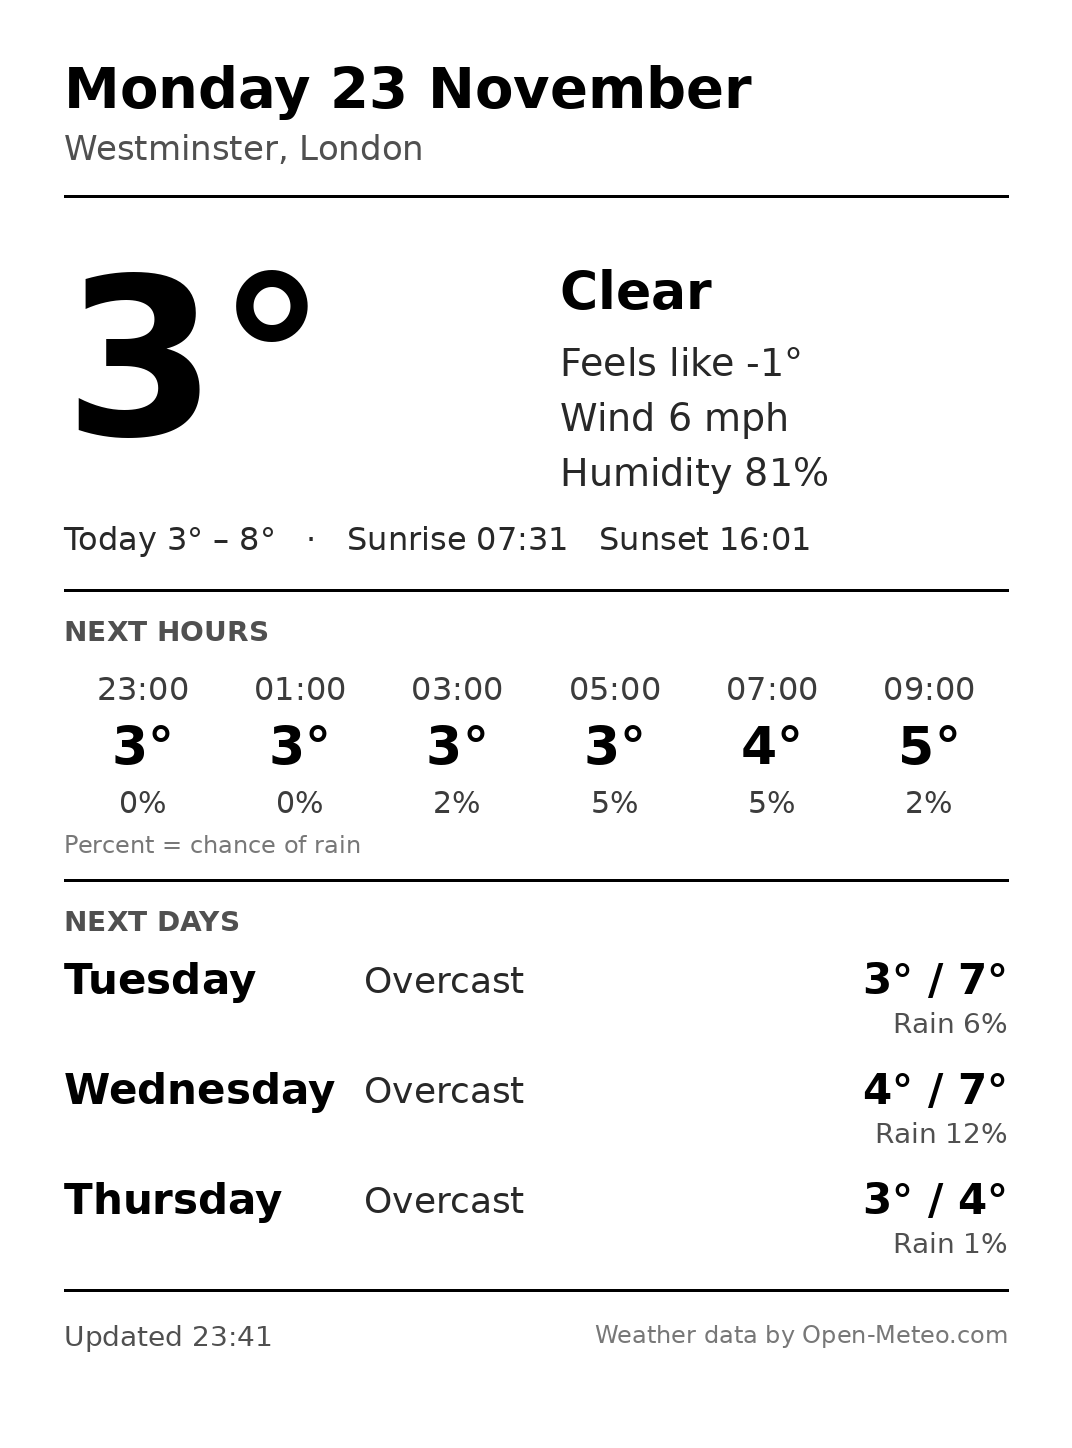 Monday 23 November
Westminster, London
3°
Clear
Feels like -1°
Wind 6 mph
Humidity 81%
Today 3° – 8° · Sunrise 07:31 Sunset 16:01
NEXT HOURS
23:00 01:00 03:00 05:00 07:00 09:00
3° 3° 3° 3° 4° 5°
0% 0% 2% 5% 5% 2%
Percent = chance of rain
NEXT DAYS
Tuesday Overcast 3° / 7°
Rain 6%
Wednesday Overcast 4° / 7°
Rain 12%
Thursday Overcast 3° / 4°
Rain 1%
Updated 23:41 Weather data by Open-Meteo.com